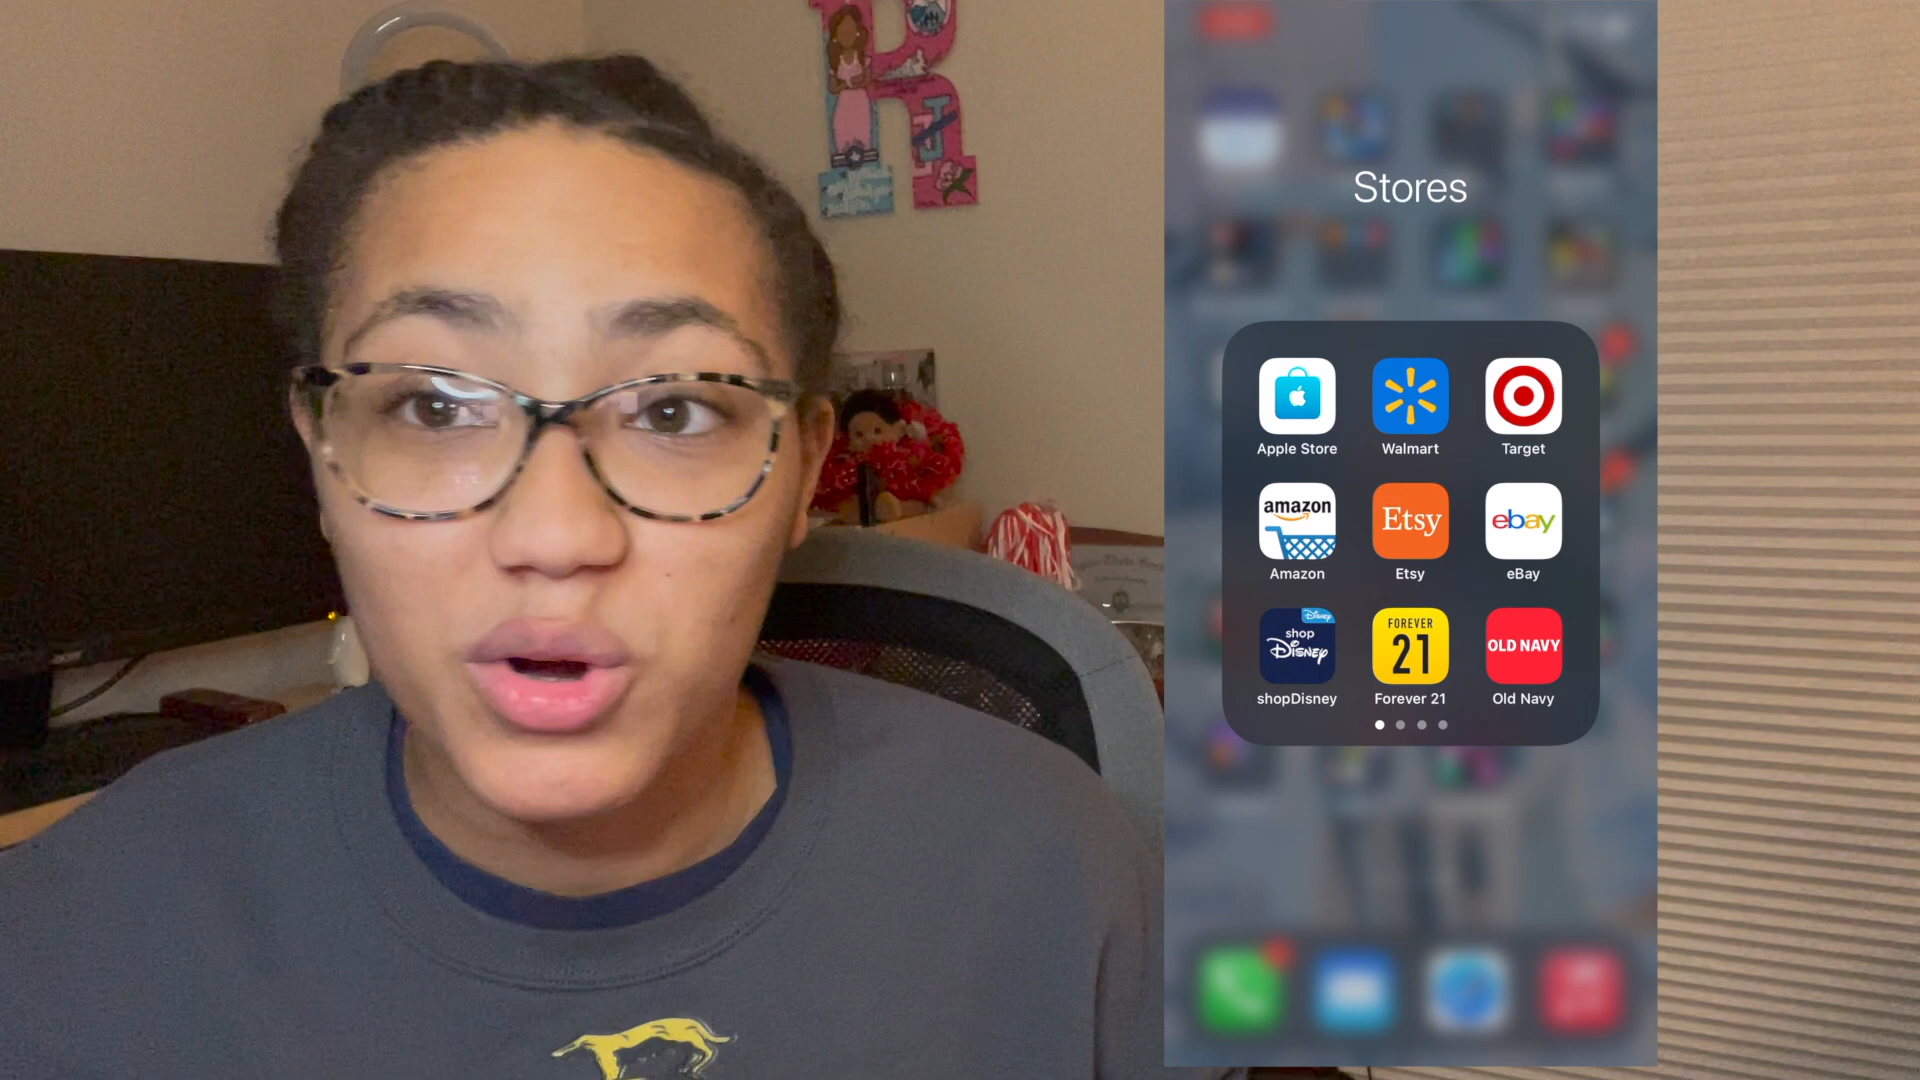 Stores
Apple Store
Walmart
Target
amazon
Etsy
ebay
Amazon
Etsy
eBay
Disney
shop
Disney
FOREVER
21
OLD NAVY
shopDisney
Forever 21
Old Navy
R